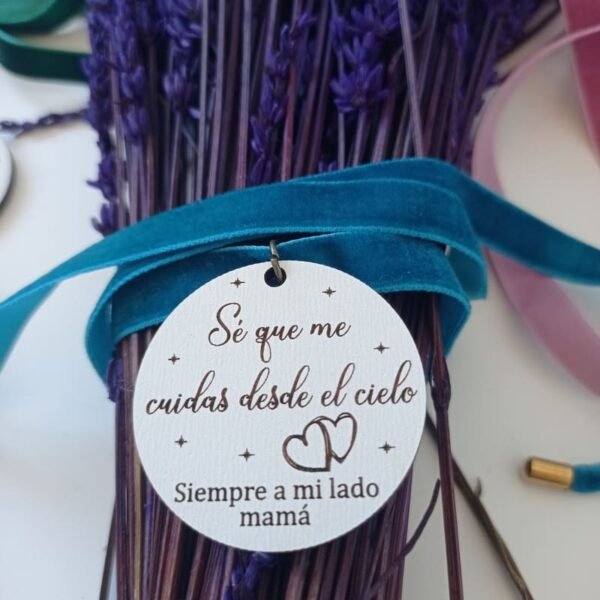 Sé que me
cuidas desde el cielo
Siempre a mi lado
mamá